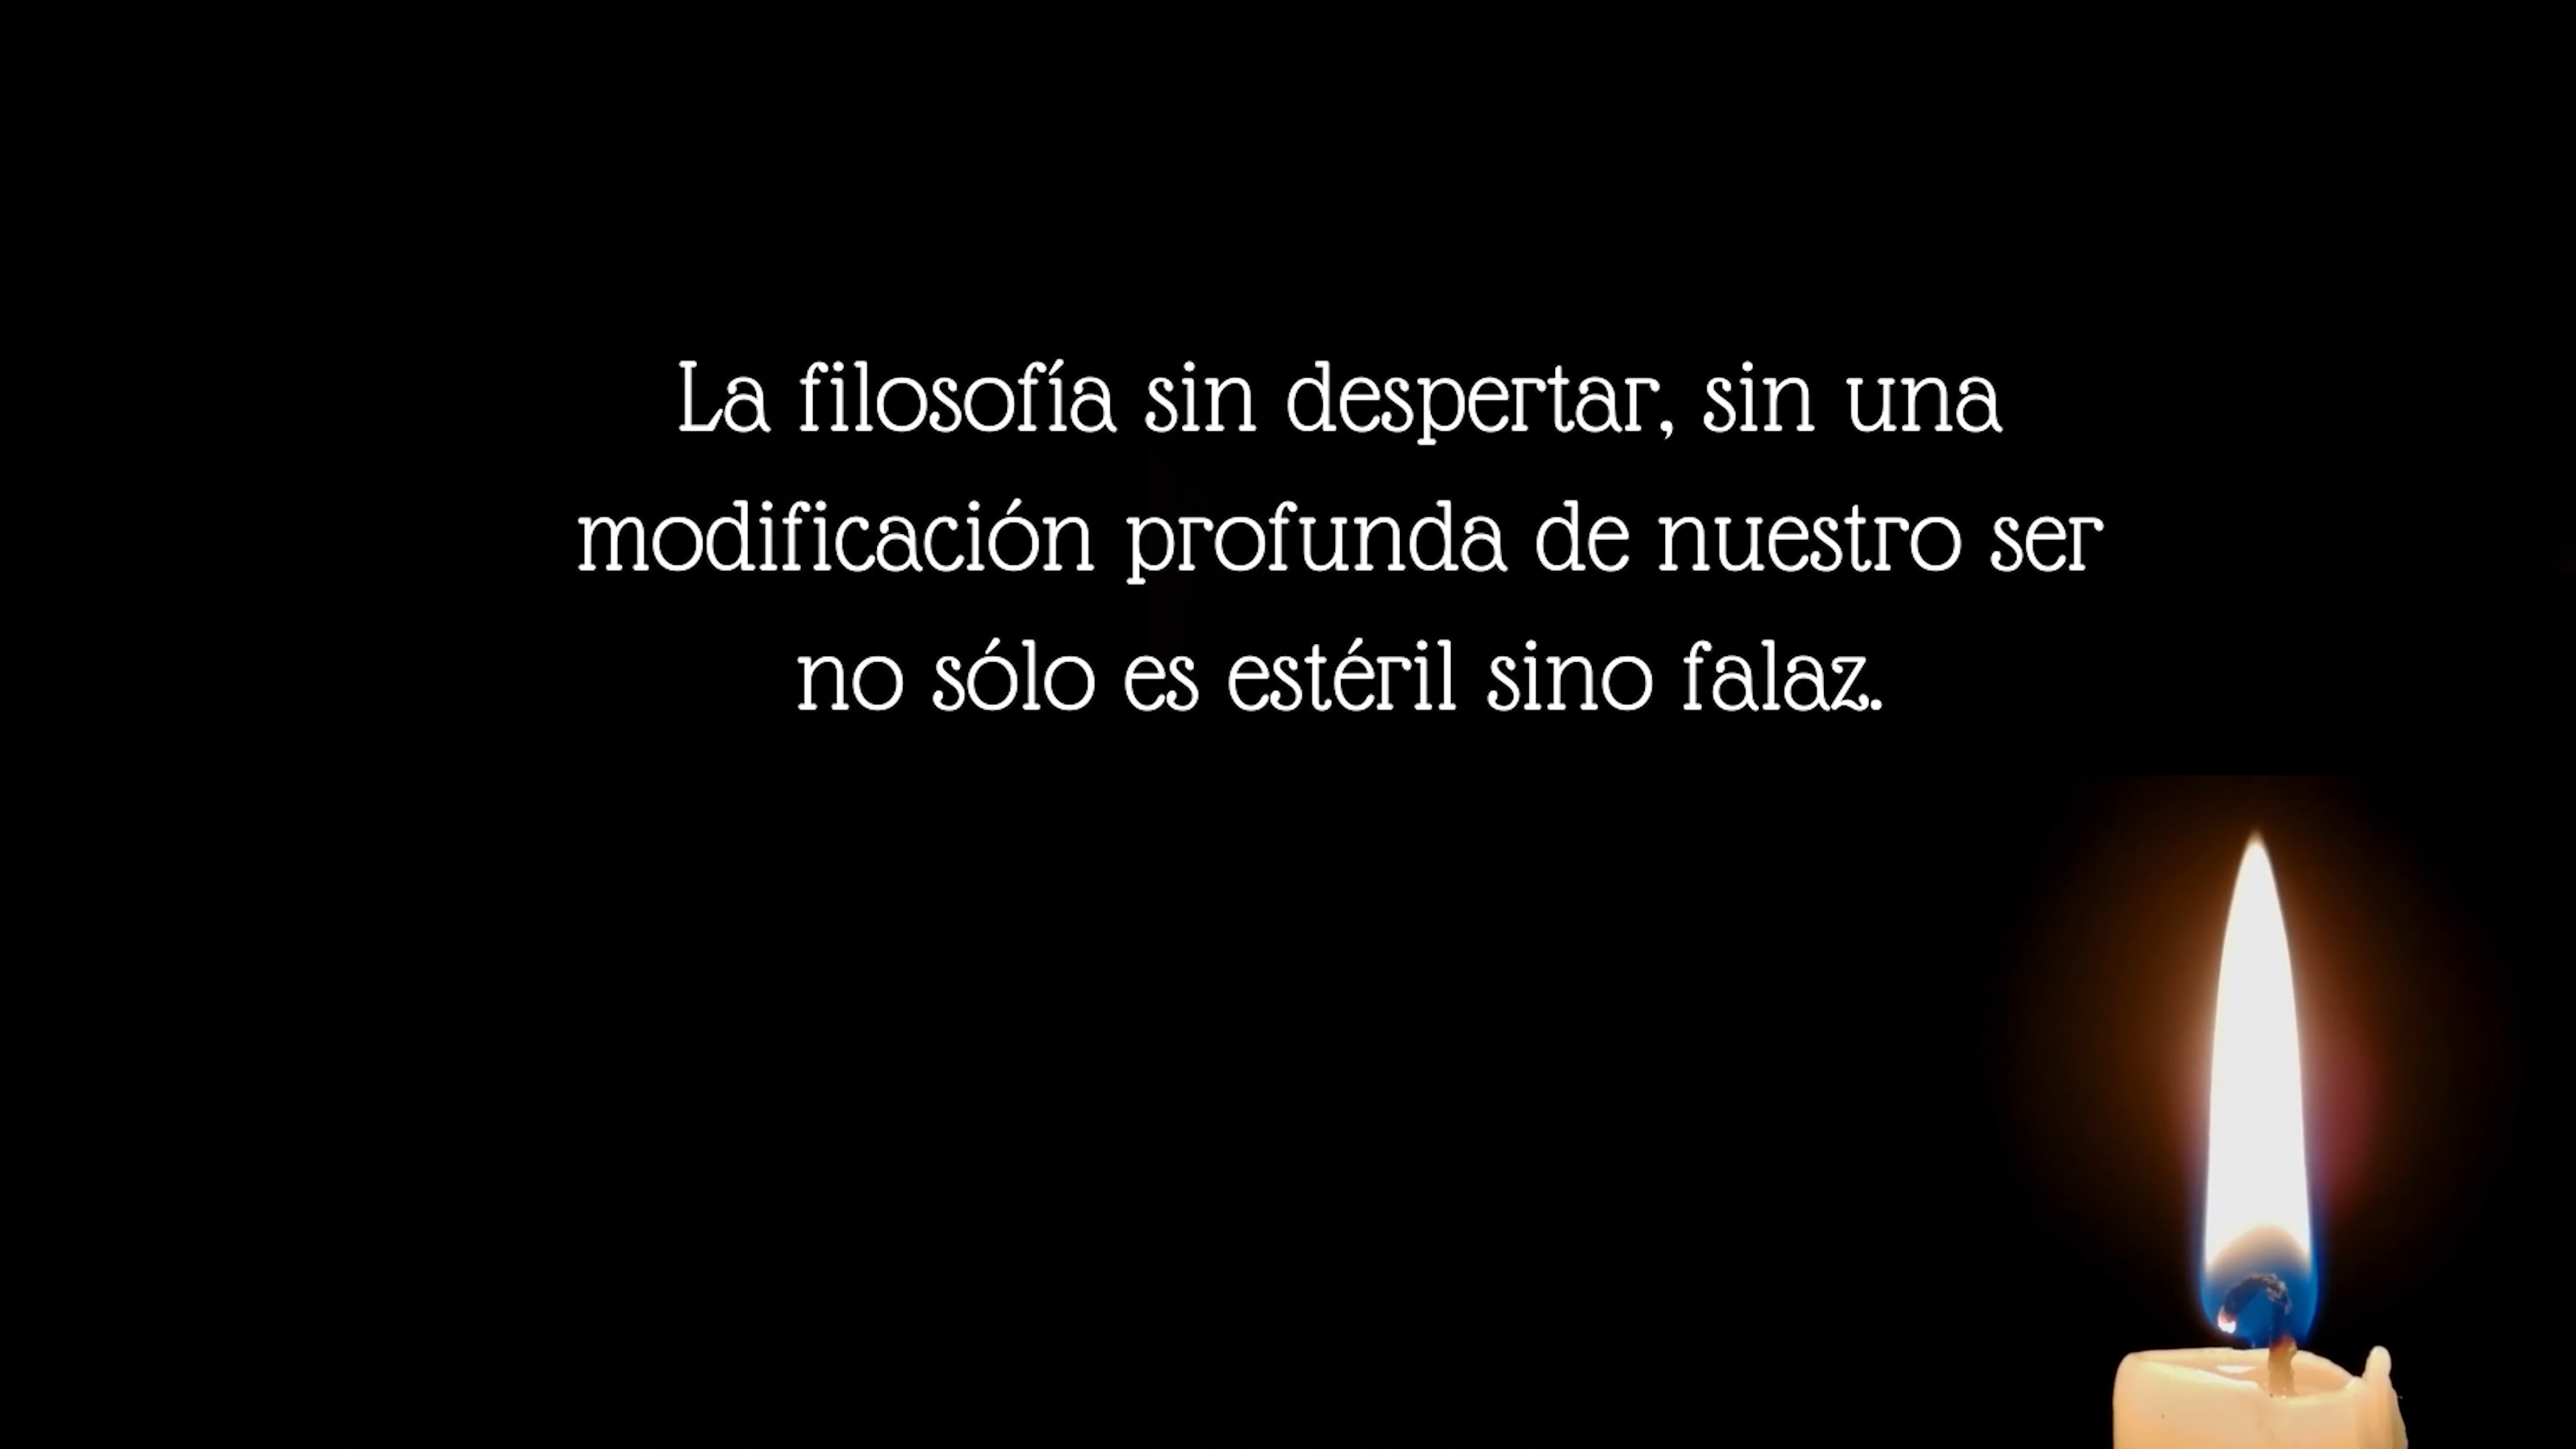 La filosofía sin despertar, sin una
modificación profunda de nuestro ser
no sólo es estéril sino falaz.